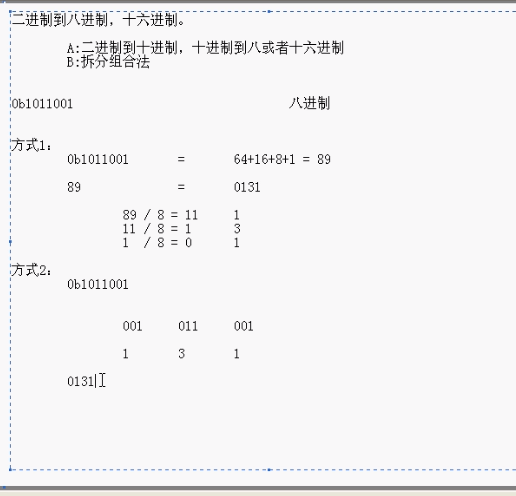 二进制到八进制，十六进制。
A:二进制到十进制，十进制到八或者十六进制
B:拆分组合法
0b1011001 八进制
方式1:
0b1011001 = 64+16+8+1 = 89
89 = 0131
89 / 8 = 11 1
11 / 8 = 1 3
1 / 8 = 0 1
方式2:
0b1011001
001 011 001
1 3 1
0131